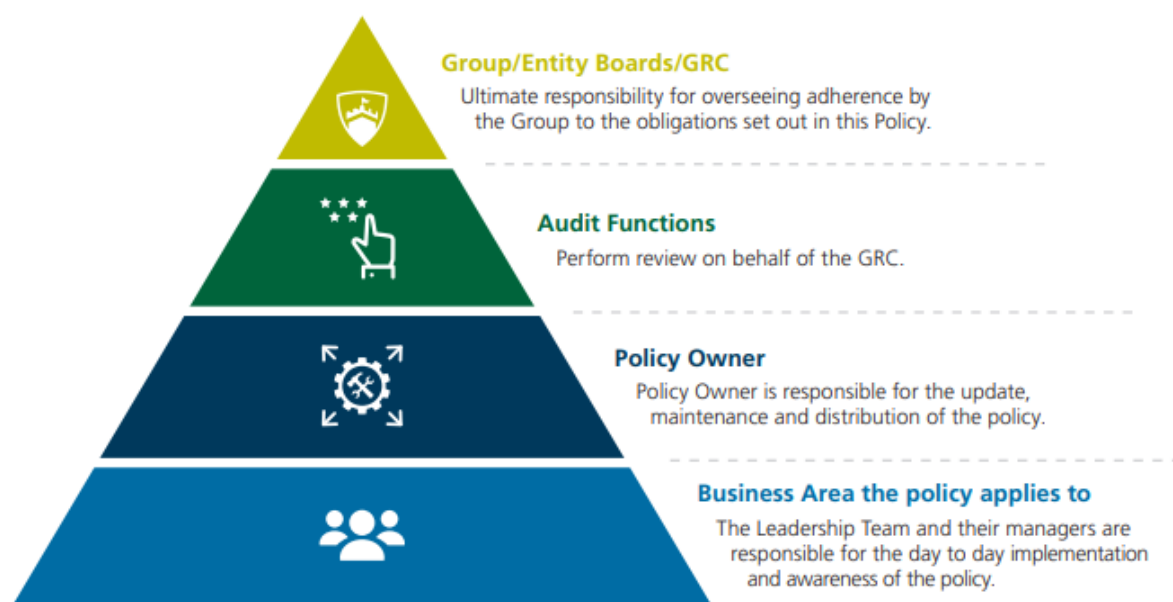 Group/Entity Boards/GRC
Ultimate responsibility for overseeing adherence by
the Group to the obligations set out in this Policy.
Audit Functions
Perform review on behalf of the GRC.
Policy Owner
Policy Owner is responsible for the update,
maintenance and distribution of the policy.
Business Area the policy applies to
The Leadership Team and their managers are
responsible for the day to day implementation
and awareness of the policy.